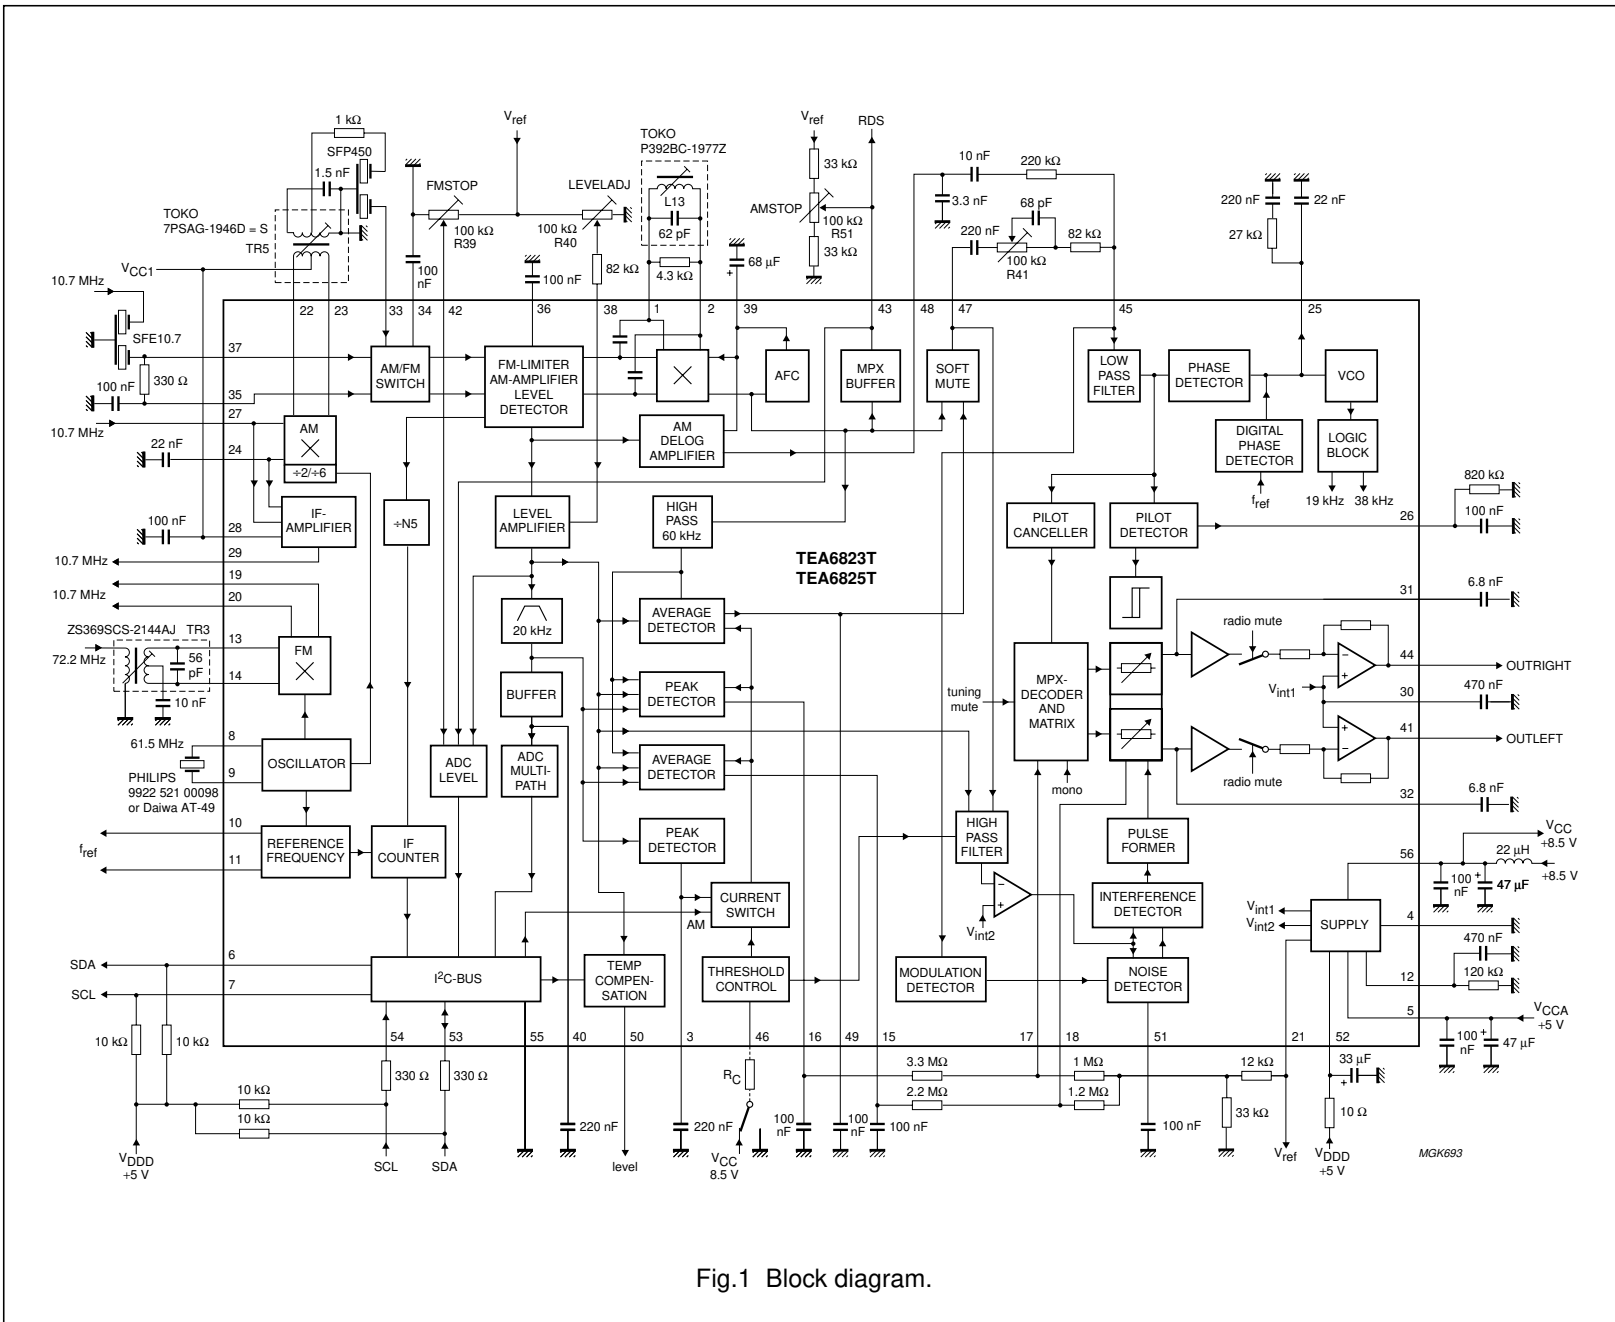 1 kΩ
SFP450
1.5 nF
TOKO
7PSAG-1946D = S
TR5
VCC1
10.7 MHz
SFE10.7
100 nF
330 Ω
10.7 MHz
22 nF
100 nF
10.7 MHz
10.7 MHz
ZS369SCS-2144AJ TR3
72.2 MHz
56
pF
10 nF
61.5 MHz
PHILIPS
9922 521 00098
or Daiwa AT-49
fref
SDA
SCL
Vref
FMSTOP
100 kΩ
R39
100
nF
LEVELADJ
100 kΩ
R40
82 kΩ
100 nF
TOKO
P392BC-1977Z
L13
62 pF
4.3 kΩ
68 µF
+
Vref
33 kΩ
AMSTOP
100 kΩ
R51
33 kΩ
RDS
10 nF
220 kΩ
3.3 nF
68 pF
220 nF
100 kΩ
R41
82 kΩ
220 nF
22 nF
27 kΩ
22 23 33 34 42 36 38 1 2 39 43 48 47 45 25
37
35
27
24
28
29
19
20
13
14
8
9
10
11
6
7
AM/FM
SWITCH
FM-LIMITER
AM-AMPLIFIER
LEVEL
DETECTOR
AFC
MPX
BUFFER
SOFT
MUTE
LOW
PASS
FILTER
PHASE
DETECTOR
VCO
AM
÷2/÷6
AM
DELOG
AMPLIFIER
DIGITAL
PHASE
DETECTOR
LOGIC
BLOCK
fref
19 kHz
38 kHz
IF-
AMPLIFIER
÷N5
LEVEL
AMPLIFIER
HIGH
PASS
60 kHz
TEA6823T
TEA6825T
PILOT
CANCELLER
PILOT
DETECTOR
26
820 kΩ
100 nF
20 kHz
AVERAGE
DETECTOR
31
6.8 nF
FM
BUFFER
PEAK
DETECTOR
tuning
mute
MPX-
DECODER
AND
MATRIX
mono
radio mute
−
+
44
OUTRIGHT
Vint1
30
470 nF
+
−
41
OUTLEFT
radio mute
32
6.8 nF
OSCILLATOR
ADC
LEVEL
ADC
MULTI-
PATH
AVERAGE
DETECTOR
REFERENCE
FREQUENCY
IF
COUNTER
PEAK
DETECTOR
HIGH
PASS
FILTER
PULSE
FORMER
CURRENT
SWITCH
AM
−
+
Vint2
INTERFERENCE
DETECTOR
56
VCC
+8.5 V
22 µH
+8.5 V
100
nF
+
47 µF
Vint1
Vint2
SUPPLY
4
470 nF
12
120 kΩ
5
VCCA
+5 V
100
nF
+
47 µF
I2C-BUS
TEMP
COMPEN-
SATION
THRESHOLD
CONTROL
MODULATION
DETECTOR
NOISE
DETECTOR
54 53 55 40 50 3 46 16 49 15 17 18 51 21 52
10 kΩ
10 kΩ
330 Ω
330 Ω
10 kΩ
10 kΩ
VDDD
+5 V
SCL
SDA
220 nF
level
220 nF
RC
VCC
8.5 V
100
nF
100
nF
100 nF
3.3 MΩ
2.2 MΩ
1 MΩ
1.2 MΩ
100 nF
12 kΩ
33 kΩ
Vref
33 µF
+
10 Ω
VDDD
+5 V
MGK693
Fig.1 Block diagram.